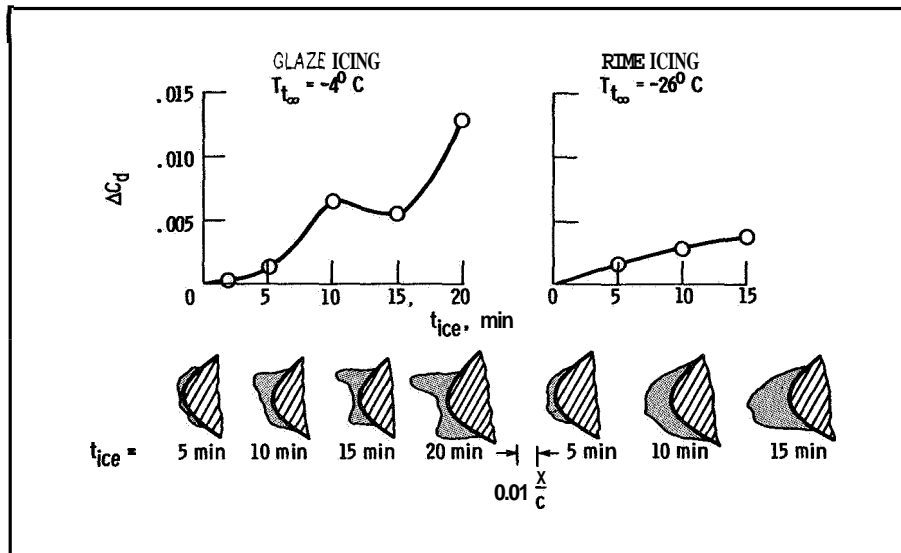 GLAZE ICING
T_t∞ = -4⁰ C
RIME ICING
T_t∞ = -26⁰ C
.015
.010
.005
ΔC_d
0 5 10 15, 20
0 5 10 15
t_ice, min
t_ice = 5 min 10 min 15 min 20 min 5 min 10 min 15 min
0.01 x/c